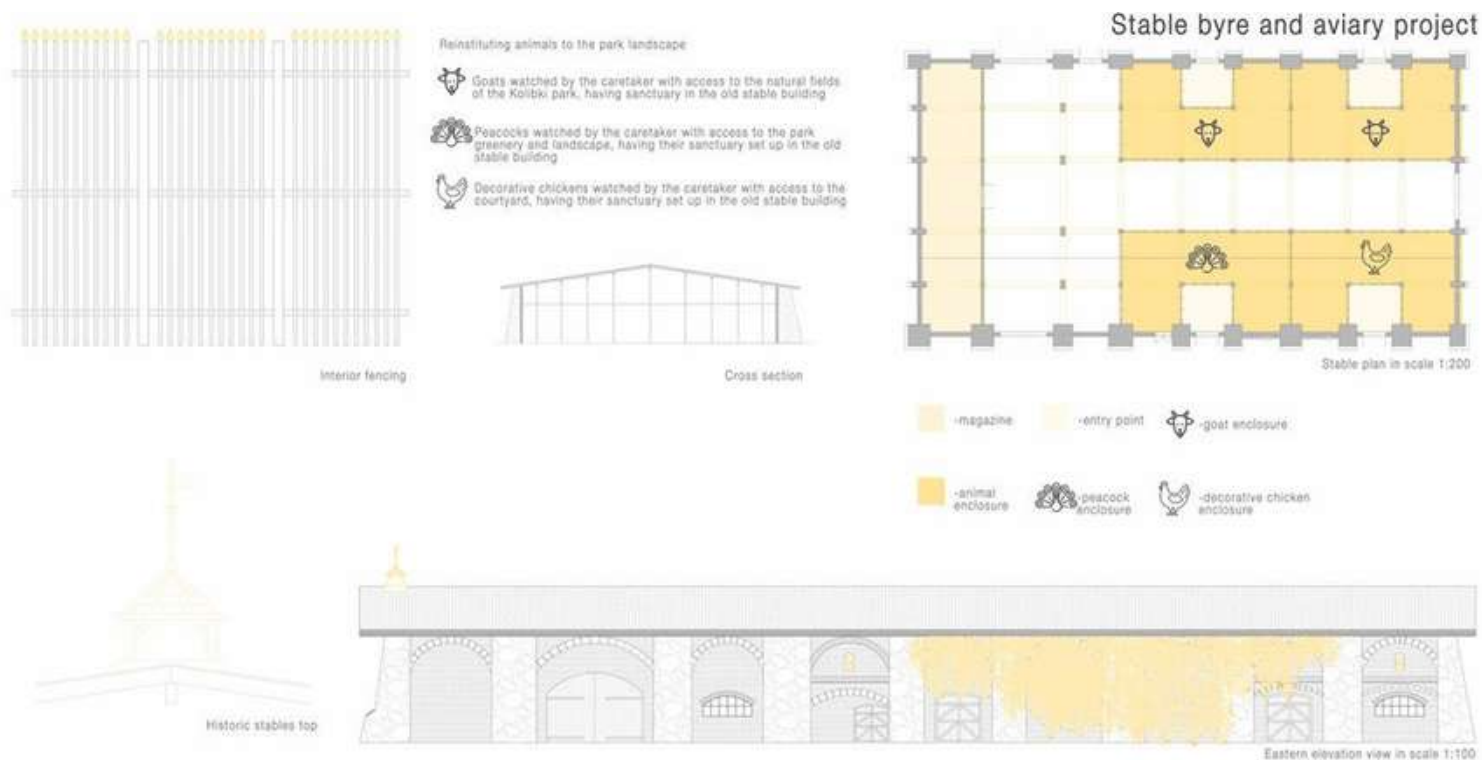 Stable byre and aviary project
Reinstituting animals to the park landscape
Goats watched by the caretaker with access to the natural fields
of the Kolibki park, having sanctuary in the old stable building
Peacocks watched by the caretaker with access to the park
greenery and landscape, having their sanctuary set up in the old
stable building
Decorative chickens watched by the caretaker with access to the
courtyard, having their sanctuary set up in the old stable building
Interior fencing
Cross section
Stable plan in scale 1:200
-magazine
-entry point
-goat enclosure
-animal
enclosure
-peacock
enclosure
-decorative chicken
enclosure
Historic stables top
Eastern elevation view in scale 1:100